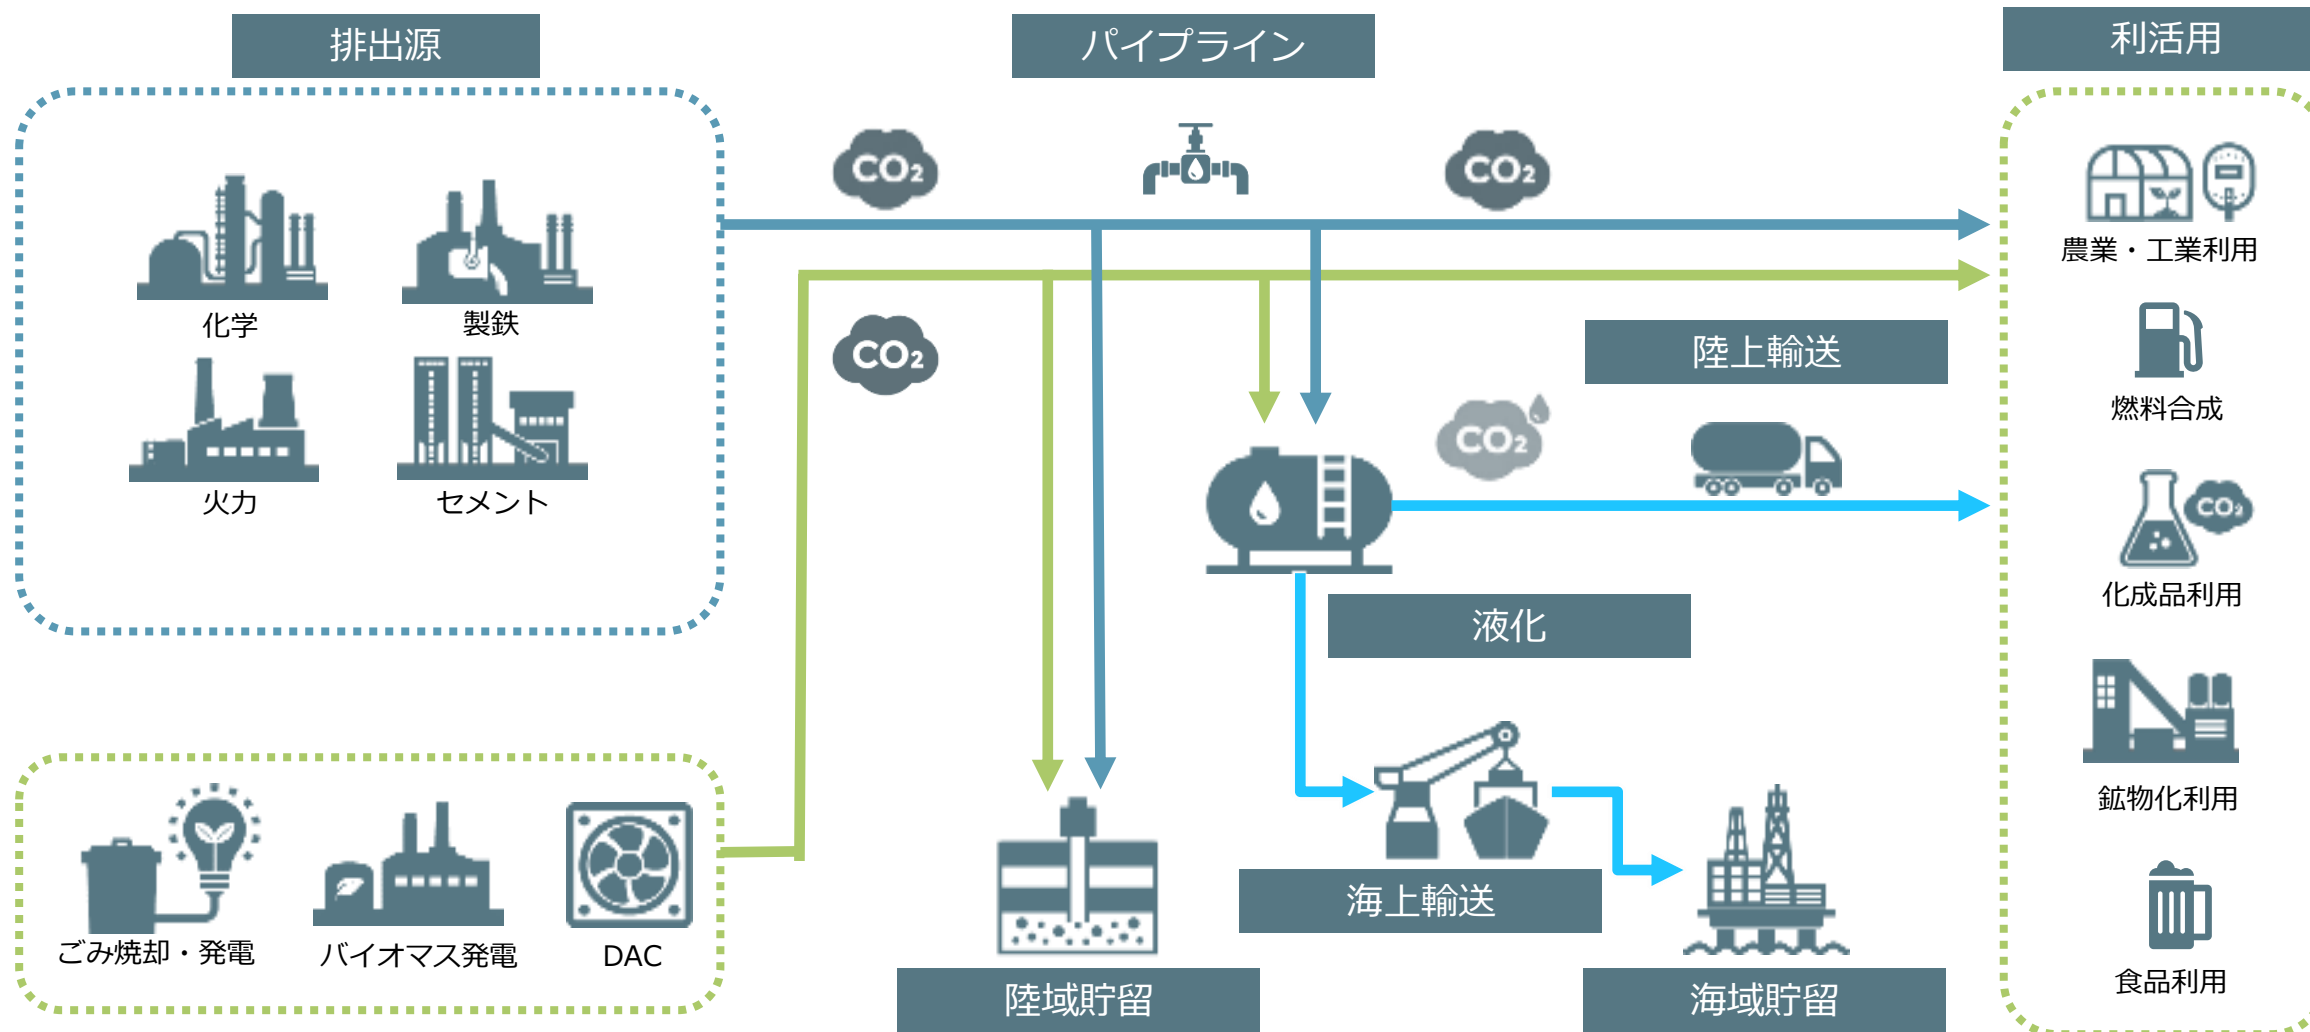 排出源
パイプライン
利活用
CO₂
CO₂
化学
製鉄
火力
セメント
CO₂
陸上輸送
CO₂
液化
農業・工業利用
燃料合成
CO₂
化成品利用
鉱物化利用
食品利用
ごみ焼却・発電
バイオマス発電
DAC
海上輸送
陸域貯留
海域貯留